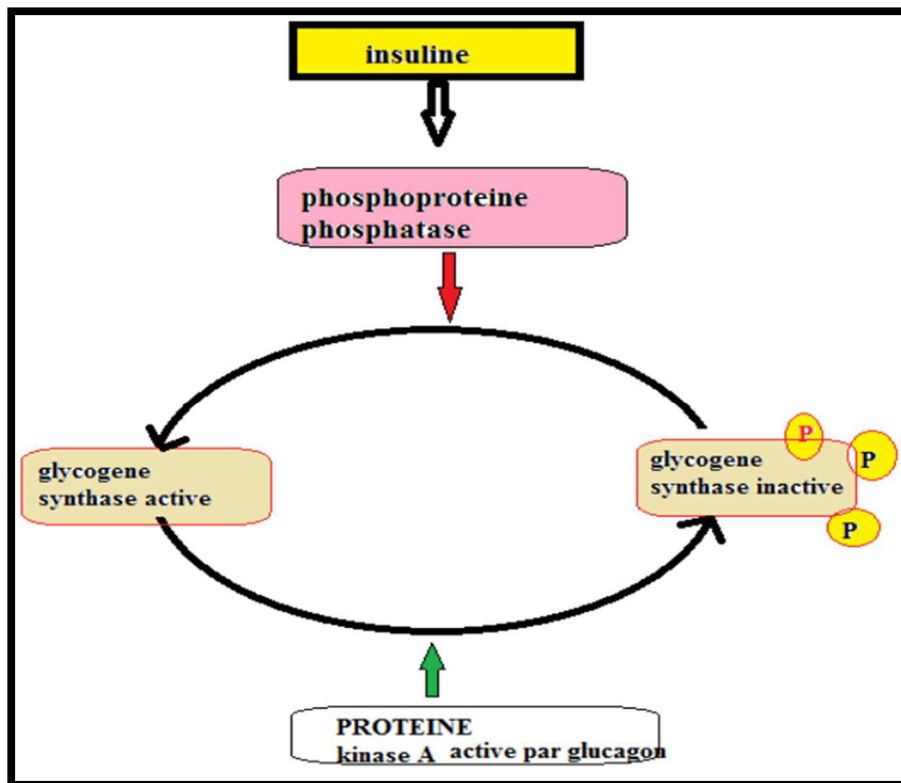 insuline
phosphoproteine
phosphatase
P
glycogene
synthase active
glycogene
synthase inactive
P
P
PROTEINE
kinase A active par glucagon